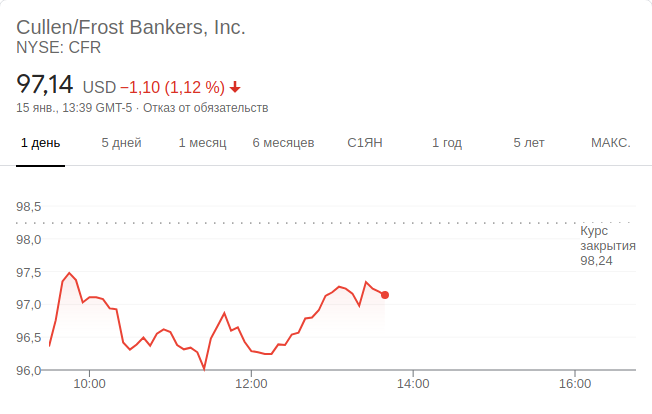 Cullen/Frost Bankers, Inc.
NYSE: CFR
97,14 USD −1,10 (1,12 %)
15 янв., 13:39 GMT-5 · Отказ от обязательств
1 день 5 дней 1 месяц 6 месяцев С1ЯН 1 год 5 лет МАКС.
98,5
98,0
97,5
97,0
96,5
96,0
Курс
закрытия
98,24
10:00 12:00 14:00 16:00